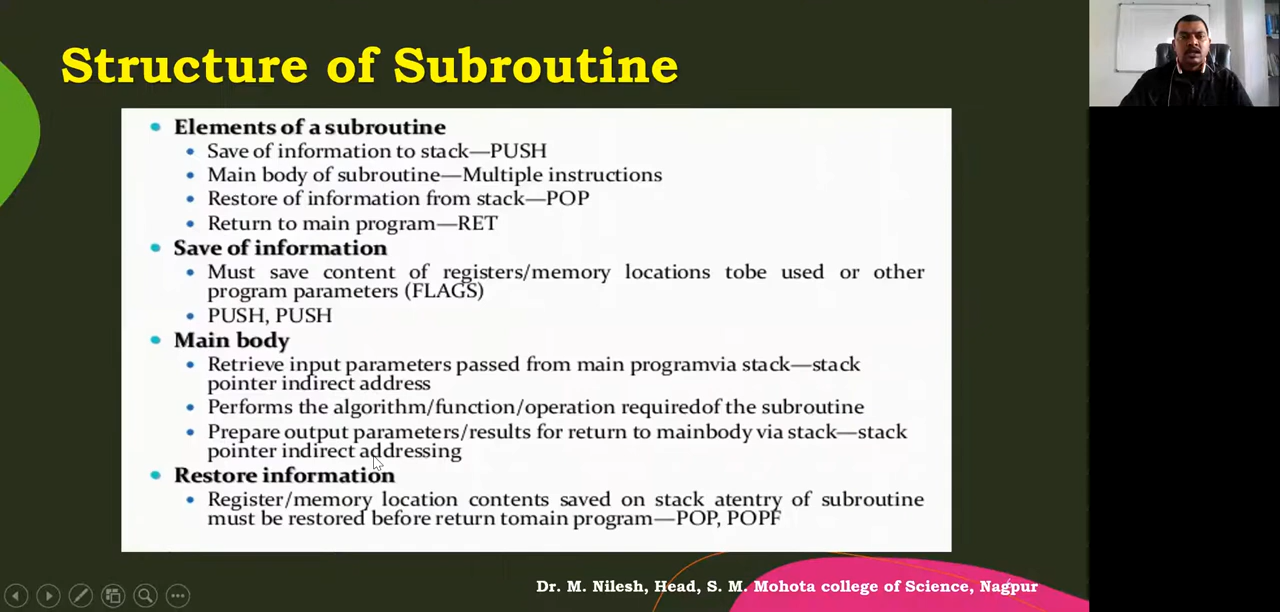 Structure of Subroutine
Elements of a subroutine
Save of information to stack—PUSH
Main body of subroutine—Multiple instructions
Restore of information from stack—POP
Return to main program—RET
Save of information
Must save content of registers/memory locations tobe used or other
program parameters (FLAGS)
PUSH, PUSH
Main body
Retrieve input parameters passed from main programvia stack—stack
pointer indirect address
Performs the algorithm/function/operation requiredof the subroutine
Prepare output parameters/results for return to mainbody via stack—stack
pointer indirect addressing
Restore information
Register/memory location contents saved on stack atentry of subroutine
must be restored before return tomain program—POP, POPF
Dr. M. Nilesh, Head, S. M. Mohota college of Science, Nagpur